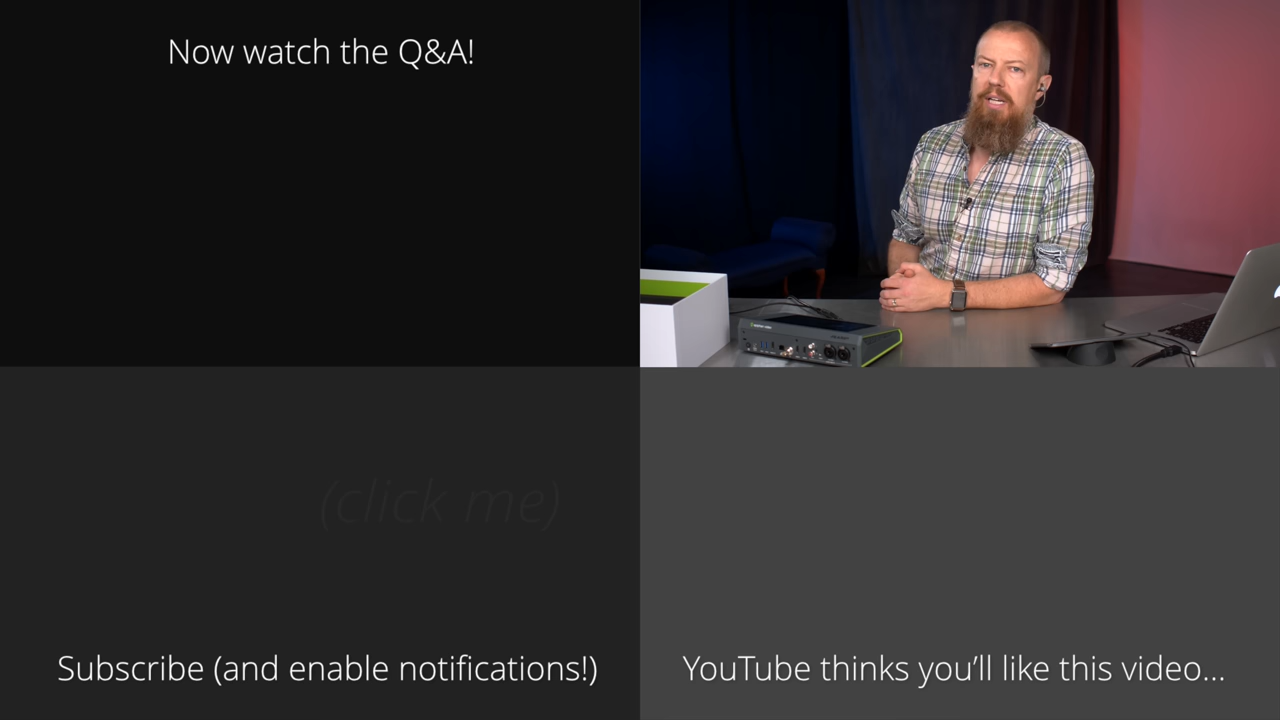 Now watch the Q&A!
(click me)
Subscribe (and enable notifications!)
YouTube thinks you’ll like this video...